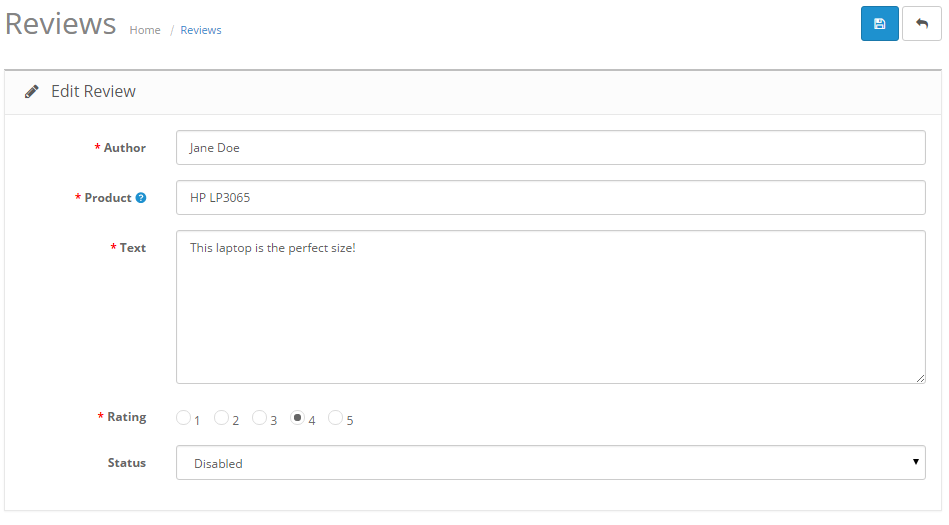 Reviews Home / Reviews
Edit Review
* Author Jane Doe
* Product ? HP LP3065
* Text This laptop is the perfect size!
* Rating 1 2 3 4 5
Status Disabled